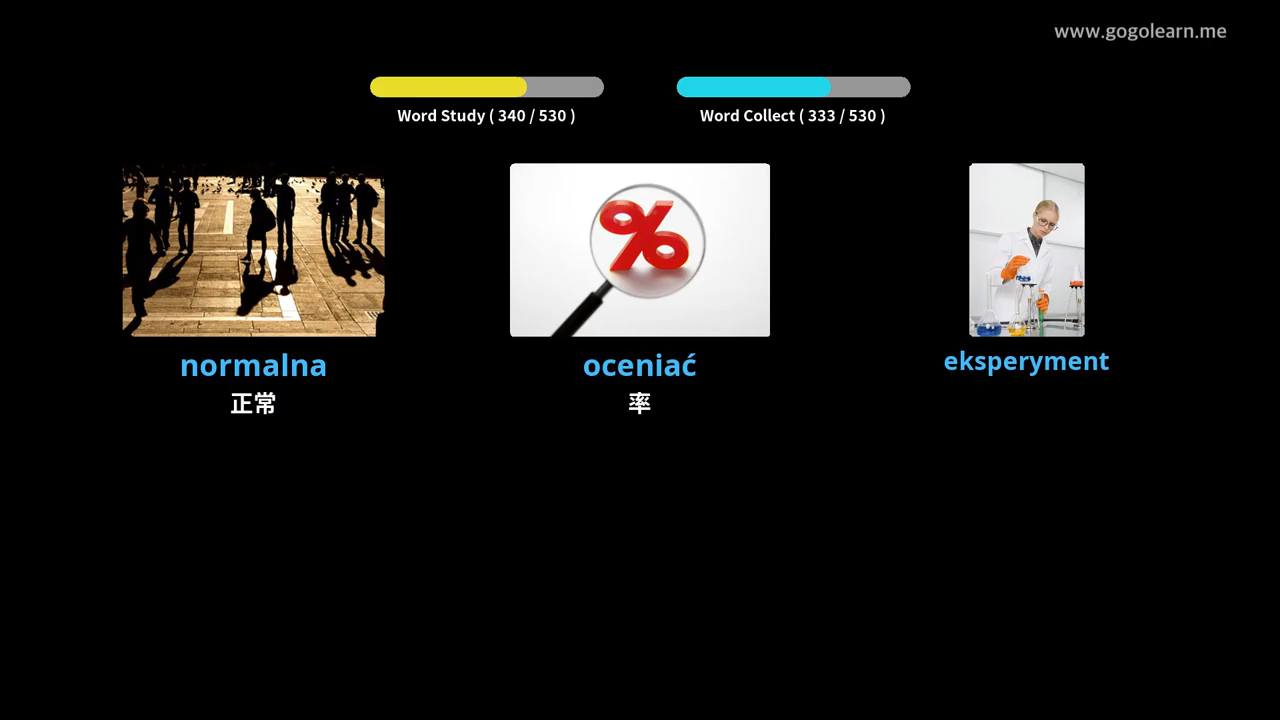 www.gogolearn.me
Word Study ( 340 / 530 )
Word Collect ( 333 / 530 )
%
normalna
oceniać
eksperyment
正常
率